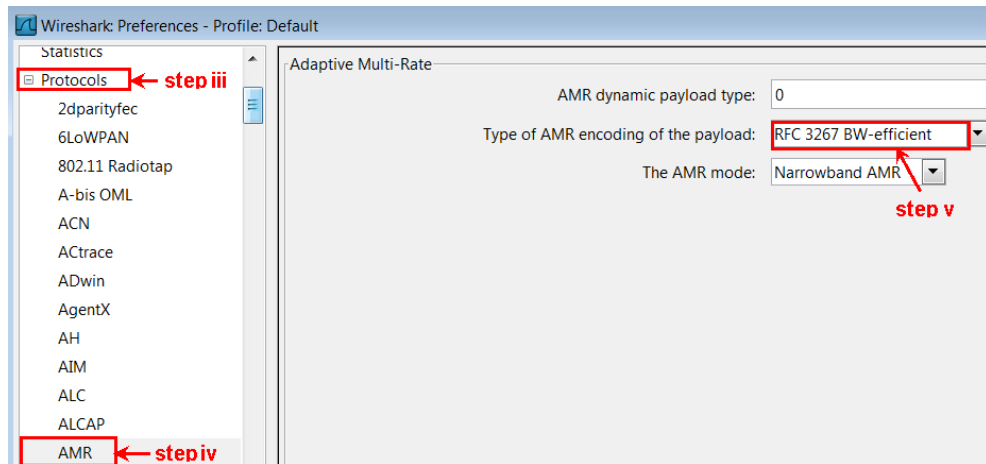 Wireshark: Preferences - Profile: Default
Statistics
Protocols
step iii
2dparityfec
6LoWPAN
802.11 Radiotap
A-bis OML
ACN
ACtrace
ADwin
AgentX
AH
AIM
ALC
ALCAP
AMR
step iv
Adaptive Multi-Rate
AMR dynamic payload type: 0
Type of AMR encoding of the payload: RFC 3267 BW-efficient
The AMR mode: Narrowband AMR
step v